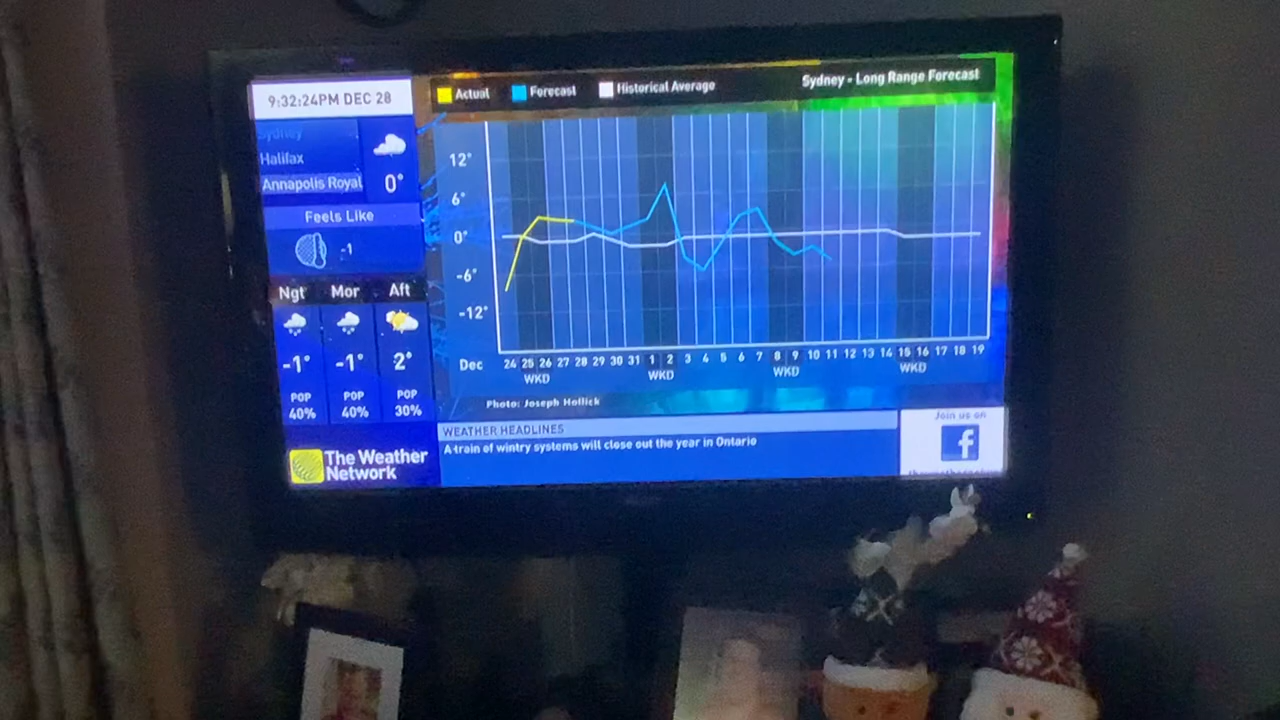 9:32:24PM DEC 28
Actual
Forecast
Historical Average
Sydney - Long Range Forecast
Sydney
Halifax
Annapolis Royal
0°
Feels Like
-1
Ngt Mor Aft
-1° -1° 2°
POP POP POP
40% 40% 30%
The Weather
Network
12°
6°
0°
-6°
-12°
Dec 24 25 26 27 28 29 30 31 1 2 3 4 5 6 7 8 9 10 11 12 13 14 15 16 17 18 19
WKD WKD WKD WKD
Photo: Joseph Hollick
WEATHER HEADLINES
A train of wintry systems will close out the year in Ontario
Join us on
f